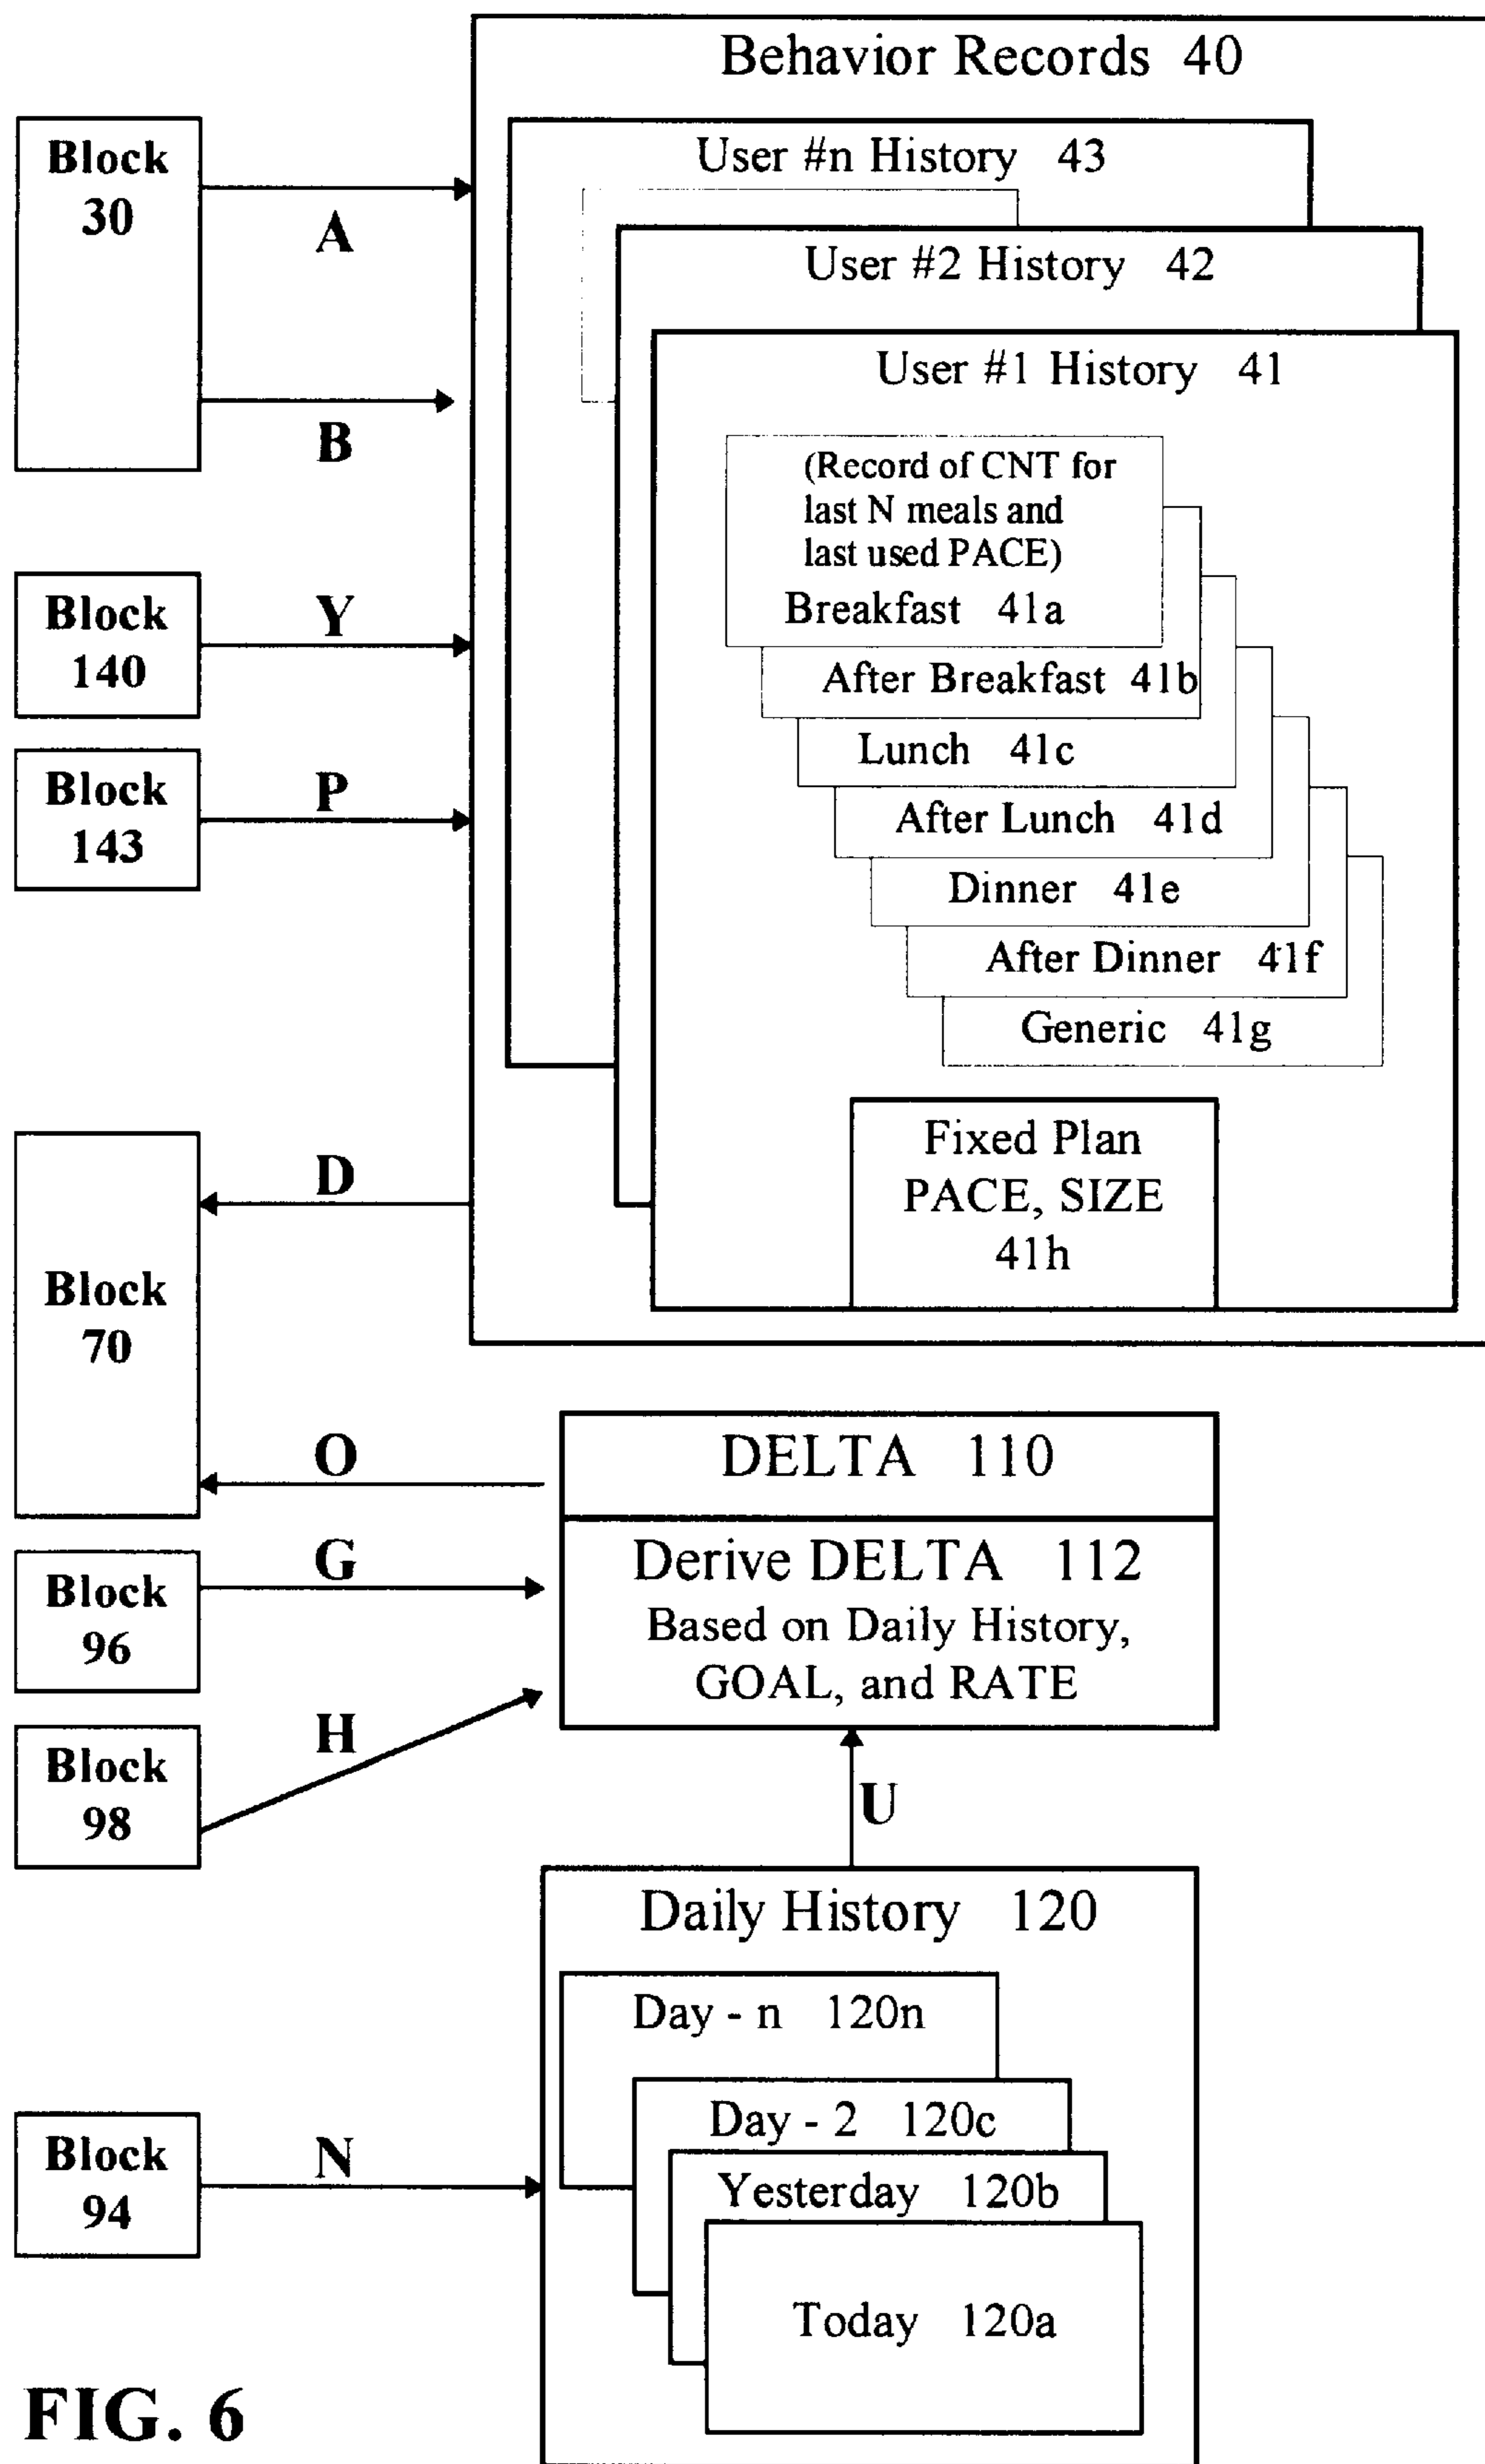 Behavior Records 40
Block
30
A
B
User #n History 43
User #2 History 42
User #1 History 41
(Record of CNT for
last N meals and
last used PACE)
Breakfast 41a
After Breakfast 41b
Lunch 41c
After Lunch 41d
Dinner 41e
After Dinner 41f
Generic 41g
Fixed Plan
PACE, SIZE
41h
Block
140
Y
Block
143
P
D
Block
70
O
DELTA 110
Derive DELTA 112
Based on Daily History,
GOAL, and RATE
G
Block
96
H
Block
98
U
Daily History 120
Day - n 120n
Day - 2 120c
Yesterday 120b
Today 120a
Block
94
N
FIG. 6